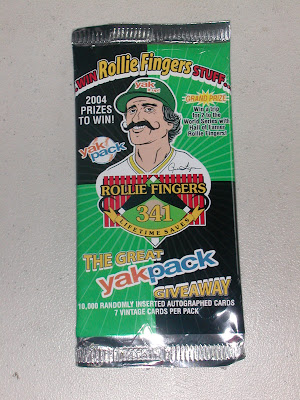 WIN Rollie Fingers STUFF...
2004
PRIZES
TO WIN!
yak
pack
yak
GRAND PRIZE:
Win a trip
for 2 to the
World Series with
Hall of Famer
Rollie Fingers!
ROLLIE FINGERS
341
LIFETIME SAVES!
THE GREAT
yakpack
GIVEAWAY
10,000 RANDOMLY INSERTED AUTOGRAPHED CARDS
7 VINTAGE CARDS PER PACK